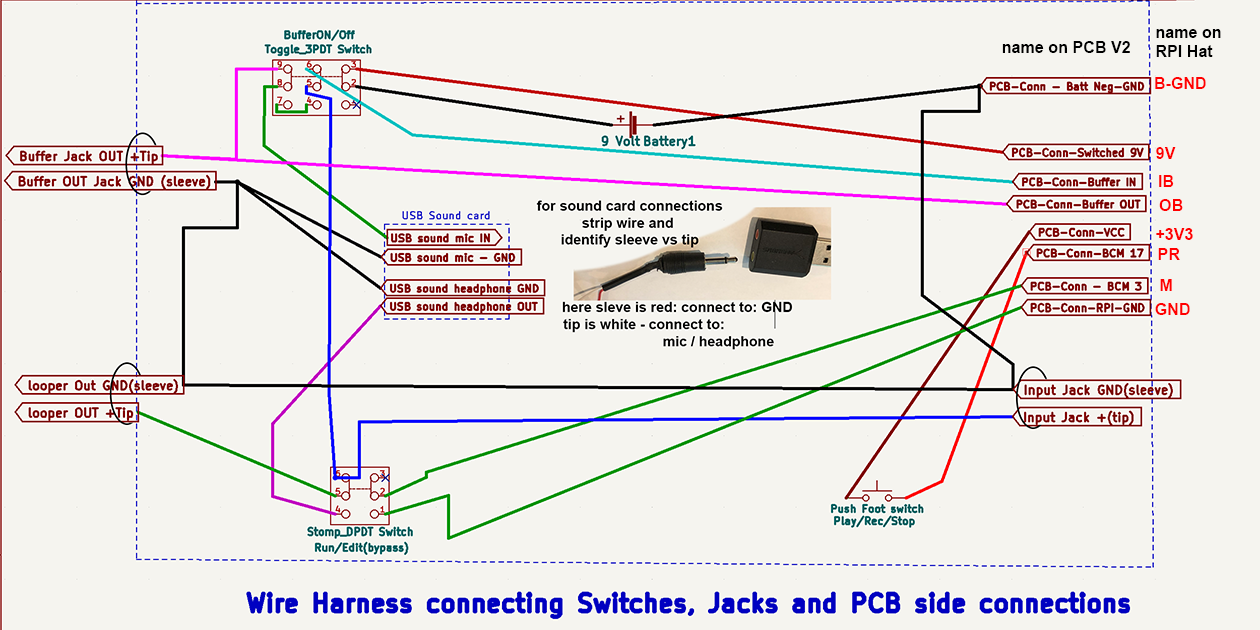 BufferON/Off
Toggle_3PDT Switch
9 6 3
8 5 2
7 4 1
name on PCB V2
name on
RPI Hat
PCB-Conn - Batt Neg-GND
B-GND
+
9 Volt Battery1
PCB-Conn-Switched 9V
9V
Buffer Jack OUT +Tip
Buffer OUT Jack GND (sleeve)
PCB-Conn-Buffer IN
IB
PCB-Conn-Buffer OUT
OB
USB Sound card
USB sound mic IN
USB sound mic - GND
USB sound headphone GND
USB sound headphone OUT
for sound card connections
strip wire and
identify sleeve vs tip
here sleve is red: connect to: GND
tip is white - connect to:
mic / headphone
PCB-Conn-VCC
+3V3
PCB-Conn-BCM 17
PR
PCB-Conn - BCM 3
M
PCB-Conn-RPI-GND
GND
looper Out GND(sleeve)
looper OUT +Tip
Input Jack GND(sleeve)
Input Jack +(tip)
6 3
5 2
4 1
Stomp_DPDT Switch
Run/Edit(bypass)
Push Foot switch
Play/Rec/Stop
Wire Harness connecting Switches, Jacks and PCB side connections